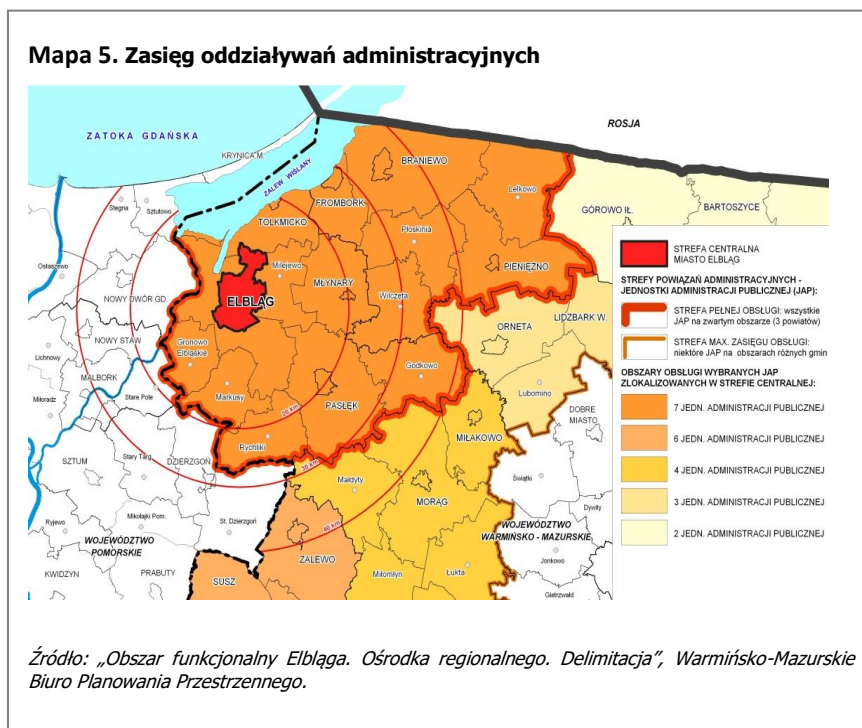 Mapa 5. Zasięg oddziaływań administracyjnych
ROSJA
ZATOKA GDAŃSKA
KRYNICA M.
ZALEW WIŚLANY
BRANIEWO
Lelkowo
FROMBORK
Stegna
Sztutowo
TOLKMICKO
GÓROWO IŁ.
BARTOSZYCE
Płoskinia
Ostaszewo
Milejewo
PIENIĘŻNO
NOWY DWÓR GD.
ELBLĄG
MŁYNARY
Wilczęta
ORNETA
LIDZBARK W.
NOWY STAW
Gronowo
Elbląskie
Lichnowy
Godkowo
MALBORK
Lubomino
Miłoradz
Stare Pole
Markusy
PASŁĘK
20 km
DOBRE
MIASTO
Rychliki
MIŁAKOWO
SZTUM
Stary Targ
DZIERZGOŃ
30 km
Małdyty
Świątki
MORĄG
Mikołajki Pom.
Dywity
Ryjewo
St. Dzierzgoń
40 km
WOJEWÓDZTWO
POMORSKIE
WOJEWÓDZTWO
WARMIŃSKO - MAZURSKIE
ZALEWO
Jonkowo
KWIDZYN
PRABUTY
SUSZ
Miłomłyn
Łukta
Gietrzwałd
STREFA CENTRALNA
MIASTO ELBLĄG
STREFY POWIĄZAŃ ADMINISTRACYJNYCH -
JEDNOSTKI ADMINISTRACJI PUBLICZNEJ (JAP):
STREFA PEŁNEJ OBSŁUGI: wszystkie
JAP na zwartym obszarze (3 powiatów)
STREFA MAX. ZASIĘGU OBSŁUGI:
niektóre JAP na obszarach różnych gmin
OBSZARY OBSŁUGI WYBRANYCH JAP
ZLOKALIZOWANYCH W STREFIE CENTRALNEJ:
7 JEDN. ADMINISTRACJI PUBLICZNEJ
6 JEDN. ADMINISTRACJI PUBLICZNEJ
4 JEDN. ADMINISTRACJI PUBLICZNEJ
3 JEDN. ADMINISTRACJI PUBLICZNEJ
2 JEDN. ADMINISTRACJI PUBLICZNEJ
Źródło: „Obszar funkcjonalny Elbląga. Ośrodka regionalnego. Delimitacja”, Warmińsko-Mazurskie
Biuro Planowania Przestrzennego.